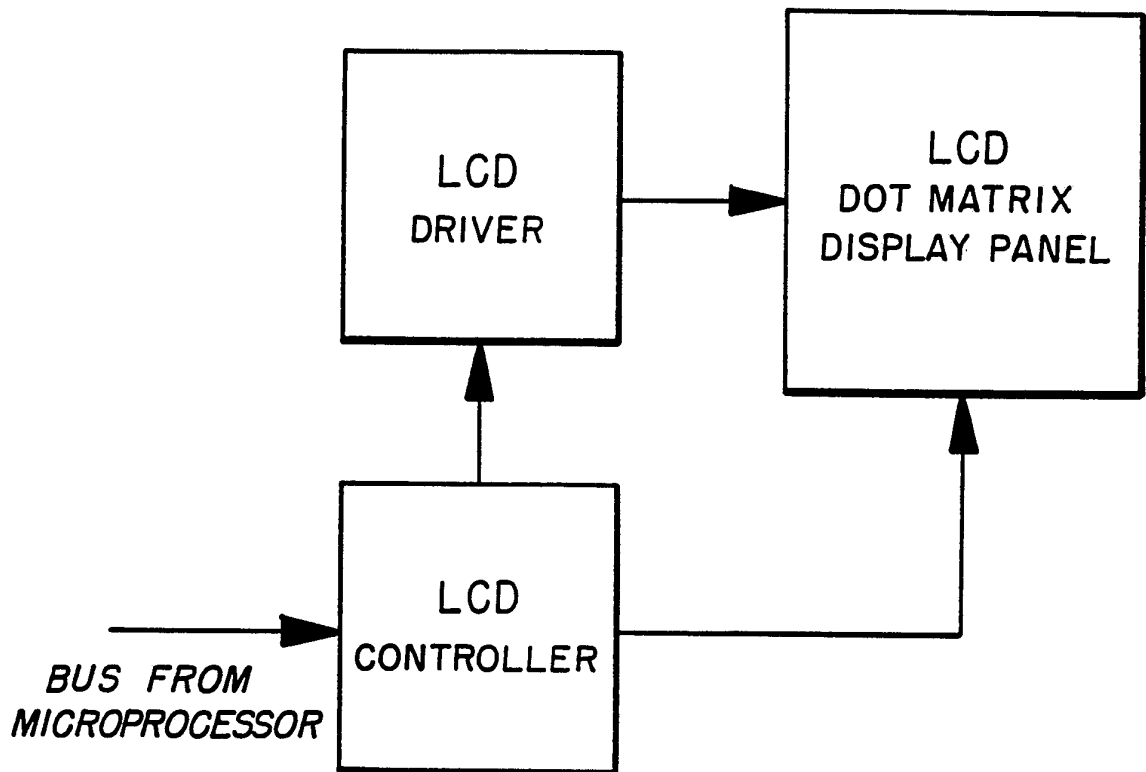 LCD
DRIVER
LCD
DOT MATRIX
DISPLAY PANEL
LCD
CONTROLLER
BUS FROM
MICROPROCESSOR